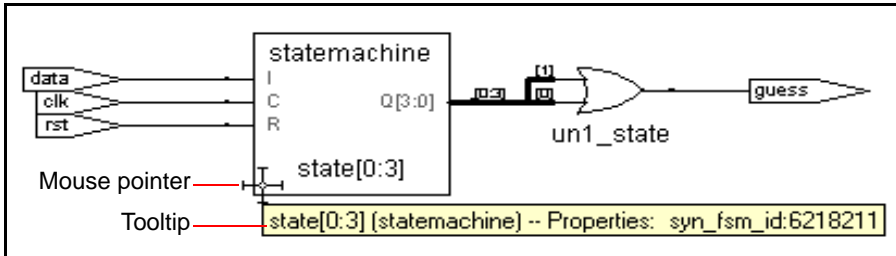 statemachine
data
I
[1]
clk
C
Q[3:0]
[0:3]
[0]
guess
rst
R
un1_state
state[0:3]
Mouse pointer
Tooltip
state[0:3] (statemachine) -- Properties: syn_fsm_id:6218211